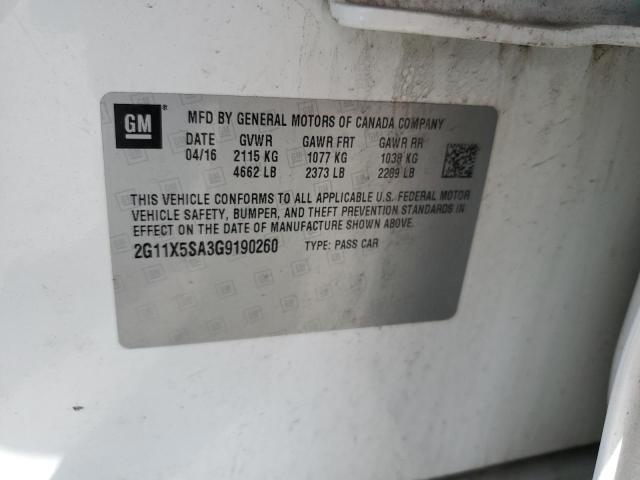 GM
MFD BY GENERAL MOTORS OF CANADA COMPANY
DATE GVWR GAWR FRT GAWR RR
04/16 2115 KG 1077 KG 1038 KG
4662 LB 2373 LB 2289 LB
THIS VEHICLE CONFORMS TO ALL APPLICABLE U.S. FEDERAL MOTOR
VEHICLE SAFETY, BUMPER, AND THEFT PREVENTION STANDARDS IN
EFFECT ON THE DATE OF MANUFACTURE SHOWN ABOVE.
2G11X5SA3G9190260 TYPE: PASS CAR